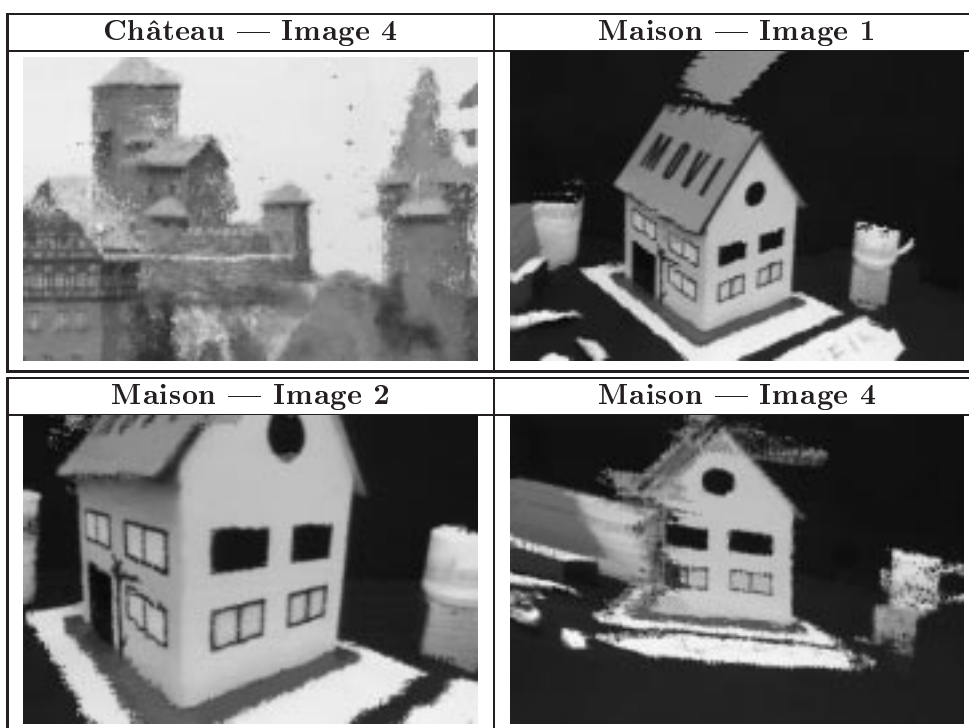 Château — Image 4
Maison — Image 1
MOVI
Maison — Image 2
Maison — Image 4